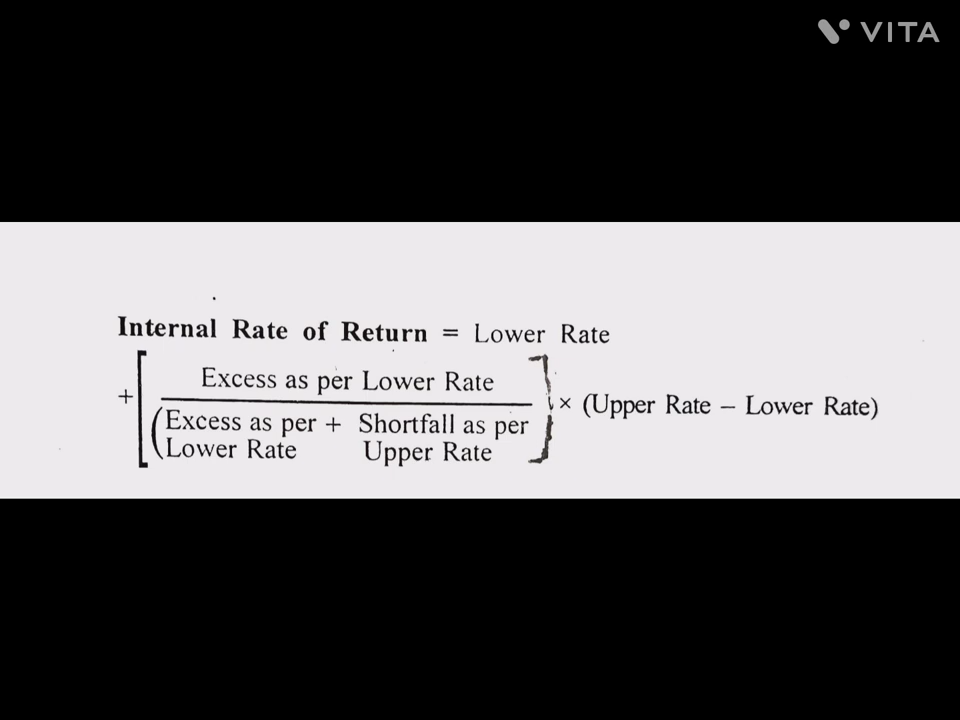 VITA
Internal Rate of Return = Lower Rate
+ [ Excess as per Lower Rate
(Excess as per + Shortfall as per
Lower Rate Upper Rate ] × (Upper Rate – Lower Rate)